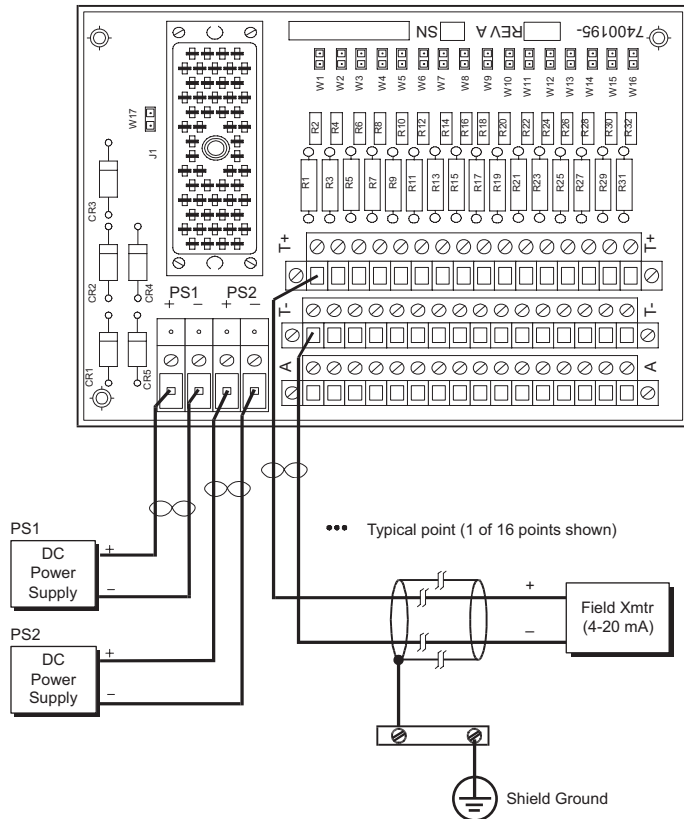 SN REV A 7400195-
W1 W2 W3 W4 W5 W6 W7 W8 W9 W10 W11 W12 W13 W14 W15 W16
W17
J1
R2 R4 R6 R8 R10 R12 R14 R16 R18 R20 R22 R24 R26 R28 R30 R32
R1 R3 R5 R7 R9 R11 R13 R15 R17 R19 R21 R23 R25 R27 R29 R31
CR3
T+ T+
CR2 CR4
PS1 PS2
+ – + –
T- T-
CR1 CR5
A A
PS1
DC
Power
Supply
+
–
••• Typical point (1 of 16 points shown)
Field Xmtr
(4-20 mA)
+
–
PS2
DC
Power
Supply
+
–
Shield Ground